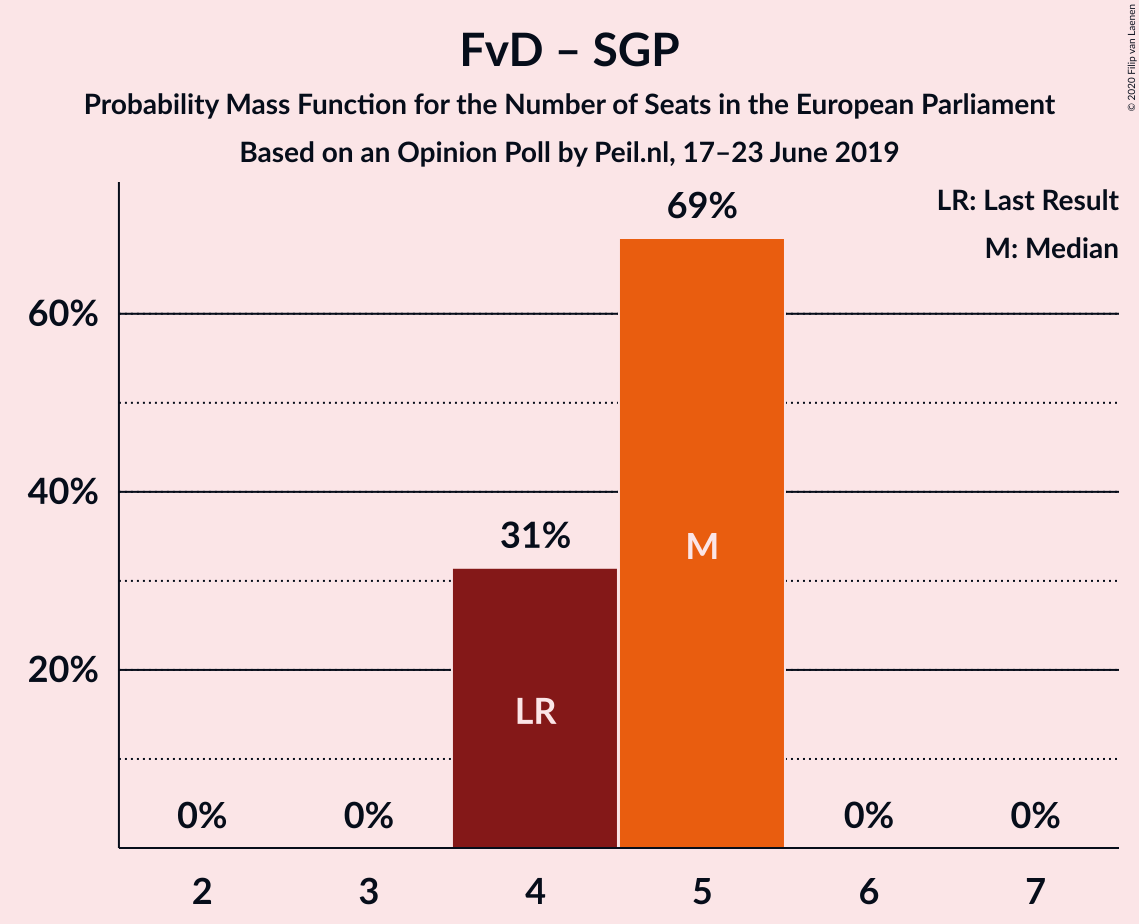 FvD – SGP
Probability Mass Function for the Number of Seats in the European Parliament
Based on an Opinion Poll by Peil.nl, 17–23 June 2019
© 2020 Filip van Laenen
LR: Last Result
M: Median
69%
60%
40%
31%
M
20%
LR
0% 0% 0% 0%
2 3 4 5 6 7